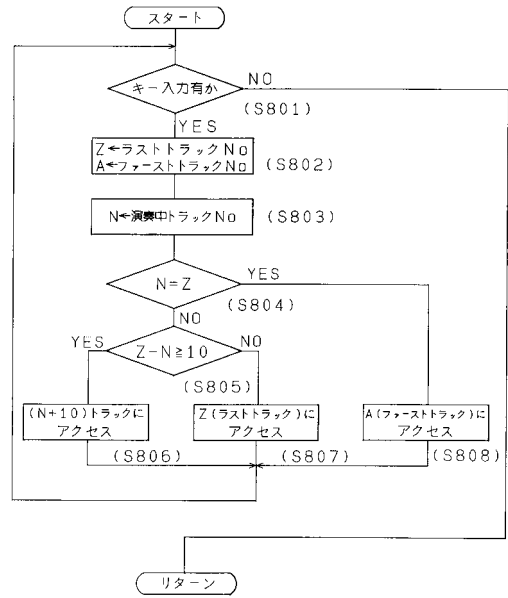 スタート
キー入力有か
NO
(S801)
YES
Z←ラストトラックNo
A←ファーストトラックNo
(S802)
N←演奏中トラックNo
(S803)
N=Z
YES
(S804)
NO
YES
Z-N≧10
NO
(S805)
(N+10)トラックに
アクセス
Z(ラストトラック)に
アクセス
A(ファーストトラック)に
アクセス
(S806)
(S807)
(S808)
リターン